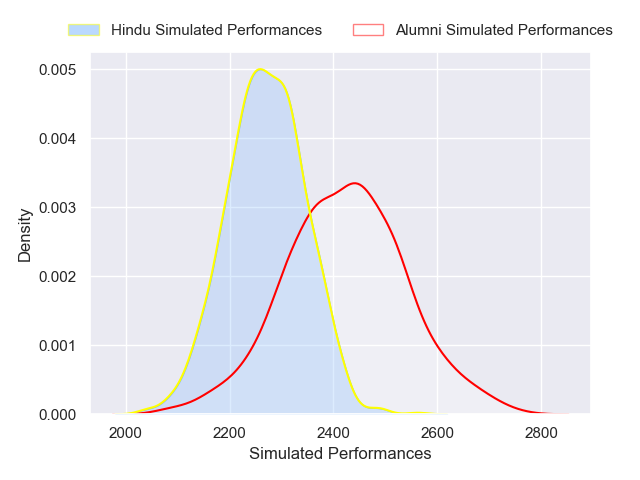 Hindu Simulated Performances
Alumni Simulated Performances
0.005
0.004
0.003
0.002
0.001
0.000
Density
2000
2200
2400
2600
2800
Simulated Performances